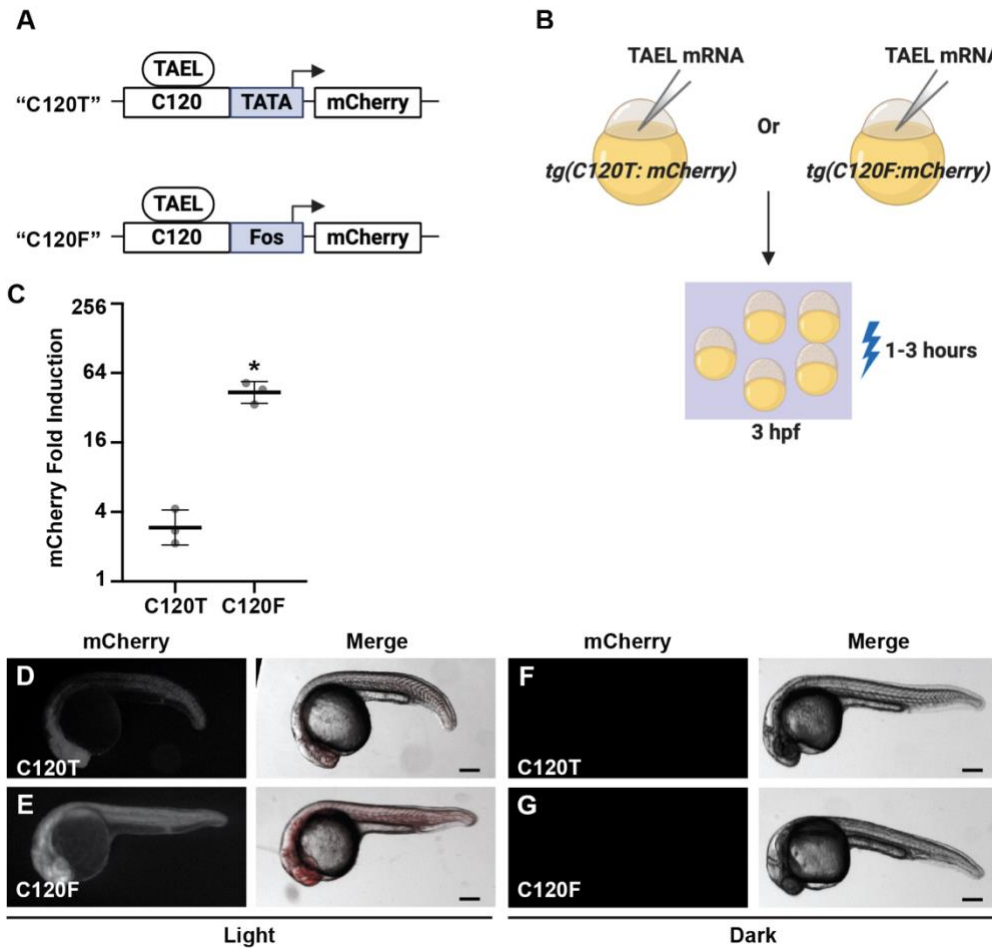 A
TAEL
“C120T” C120 TATA mCherry
TAEL
“C120F” C120 Fos mCherry
B
TAEL mRNA
TAEL mRNA
Or
tg(C120T: mCherry)
tg(C120F:mCherry)
1-3 hours
3 hpf
C
mCherry Fold Induction
256
64
16
4
1
*
C120T C120F
mCherry Merge mCherry Merge
D
C120T
F
C120T
E
C120F
G
C120F
Light Dark